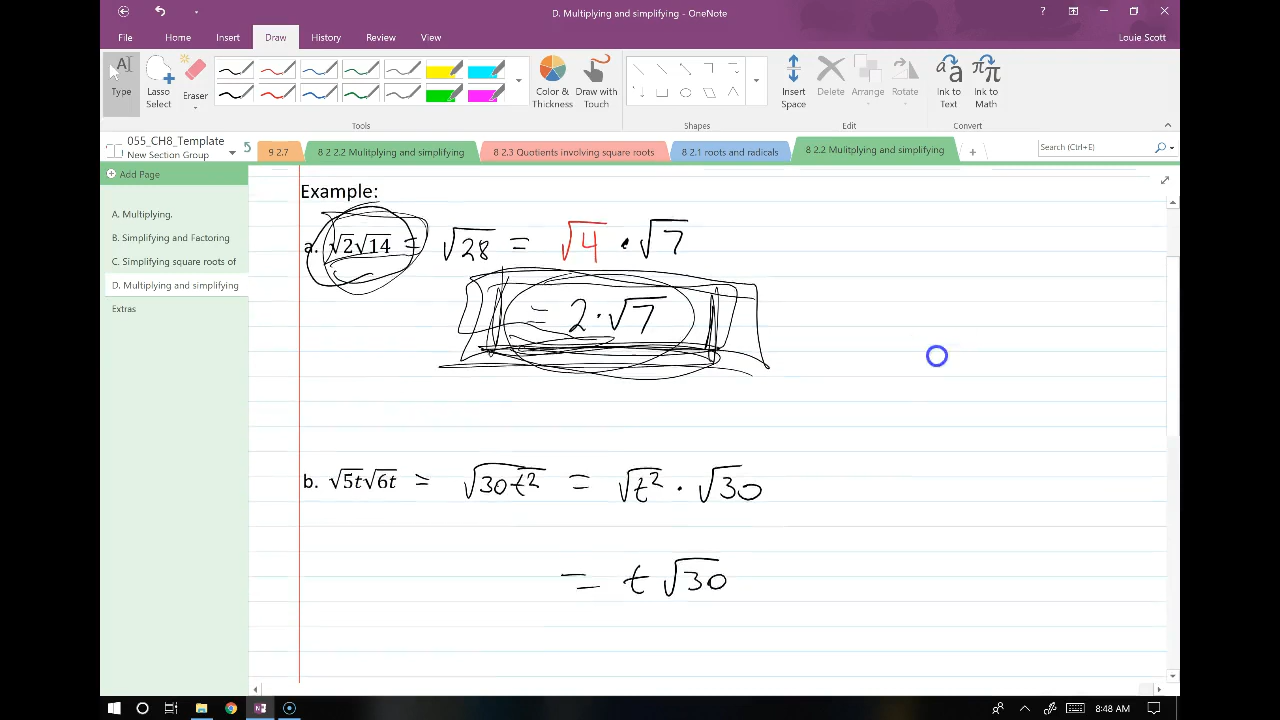 D. Multiplying and simplifying - OneNote
Louie Scott
File Home Insert Draw History Review View
Type Lasso Select Eraser Color & Thickness Draw with Touch Insert Space Delete Arrange Rotate Ink to Text Ink to Math
Tools Shapes Edit Convert
055_CH8_Template
New Section Group
9 2.7 8 2.2.2 Mulitplying and simplifying 8 2.3 Quotients involving square roots 8 2.1 roots and radicals 8 2.2 Mulitplying and simplifying
Search (Ctrl+E)
Add Page
A. Multiplying.
B. Simplifying and Factoring
C. Simplifying square roots of
D. Multiplying and simplifying
Extras
Example:
a. √2√14 = √28 = √4 · √7
= 2·√7
b. √5t√6t = √30t² = √t² · √30
= t √30
8:48 AM